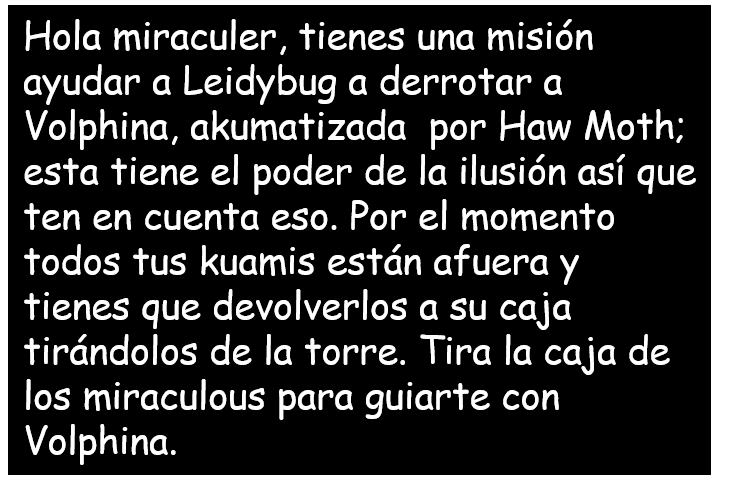 Hola miraculer, tienes una misión
ayudar a Leidybug a derrotar a
Volphina, akumatizada  por Haw Moth;
esta tiene el poder de la ilusión así que
ten en cuenta eso. Por el momento
todos tus kuamis están afuera y
tienes que devolverlos a su caja
tirándolos de la torre. Tira la caja de
los miraculous para guiarte con
Volphina.